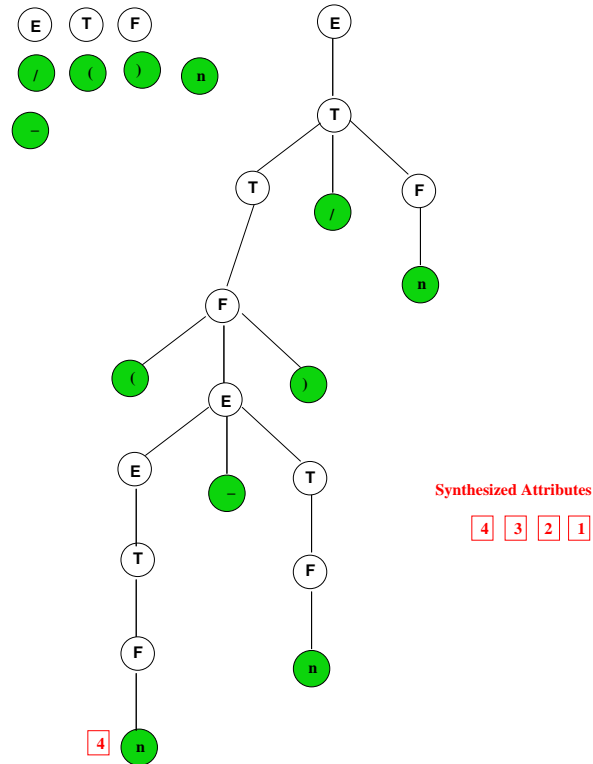 E T F E
/ ( ) n
–
T
T / F
n
F
( )
E
E – T
Synthesized Attributes
4 3 2 1
T F
F n
4 n